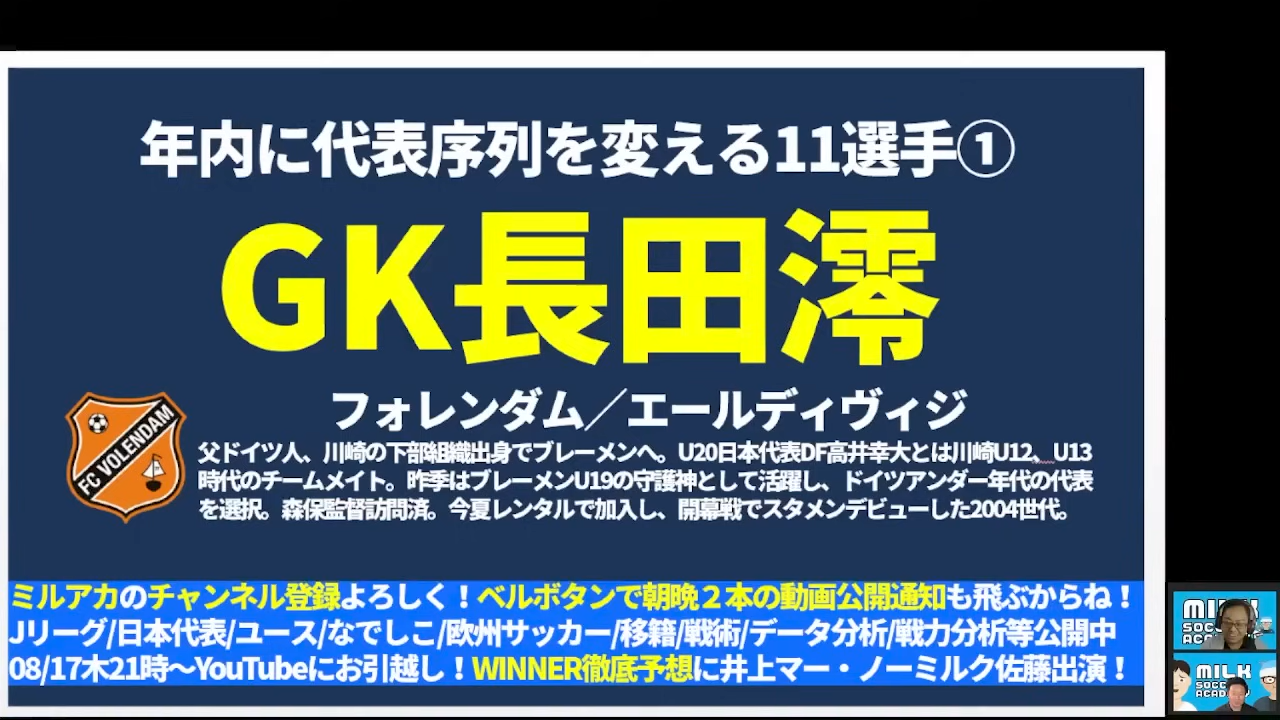 年内に代表序列を変える11選手①
GK長田澪
フォレンダム／エールディヴィジ
FC VOLENDAM
父ドイツ人、川崎の下部組織出身でブレーメンへ。U20日本代表DF高井幸大とは川崎U12、U13
時代のチームメイト。昨季はブレーメンU19の守護神として活躍し、ドイツアンダー年代の代表
を選択。森保監督訪問済。今夏レンタルで加入し、開幕戦でスタメンデビューした2004世代。
ミルアカのチャンネル登録よろしく！ベルボタンで朝晩２本の動画公開通知も飛ぶからね！
Jリーグ/日本代表/ユース/なでしこ/欧州サッカー/移籍/戦術/データ分析/戦力分析等公開中
08/17木21時〜YouTubeにお引越し！WINNER徹底予想に井上マー・ノーミルク佐藤出演！
MILK